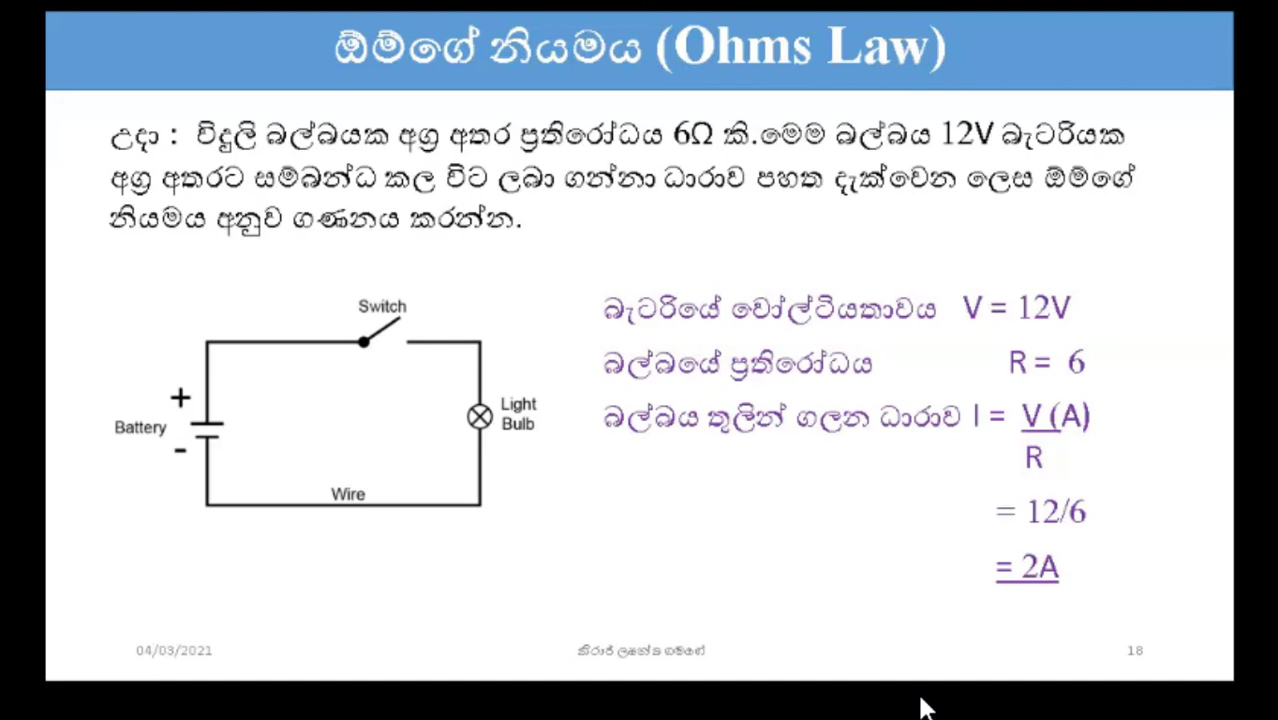 ඕම්ගේ නියමය (Ohms Law)
උදා : විදුලි බල්බයක අග්‍ර අතර ප්‍රතිරෝධය 6Ω කි.මෙම බල්බය 12V බැටරියක
අග්‍ර අතරට සම්බන්ධ කල විට ලබා ගන්නා ධාරාව පහත දැක්වෙන ලෙස ඕම්ගේ
නියමය අනුව ගණනය කරන්න.
Switch
+
Battery
-
Light
Bulb
Wire
බැටරියේ වෝල්ටියතාවය V = 12V
බල්බයේ ප්‍රතිරෝධය R = 6
බල්බය තුලින් ගලන ධාරාව I = V (A)
R
= 12/6
= 2A
04/03/2021
ගමගේ
18